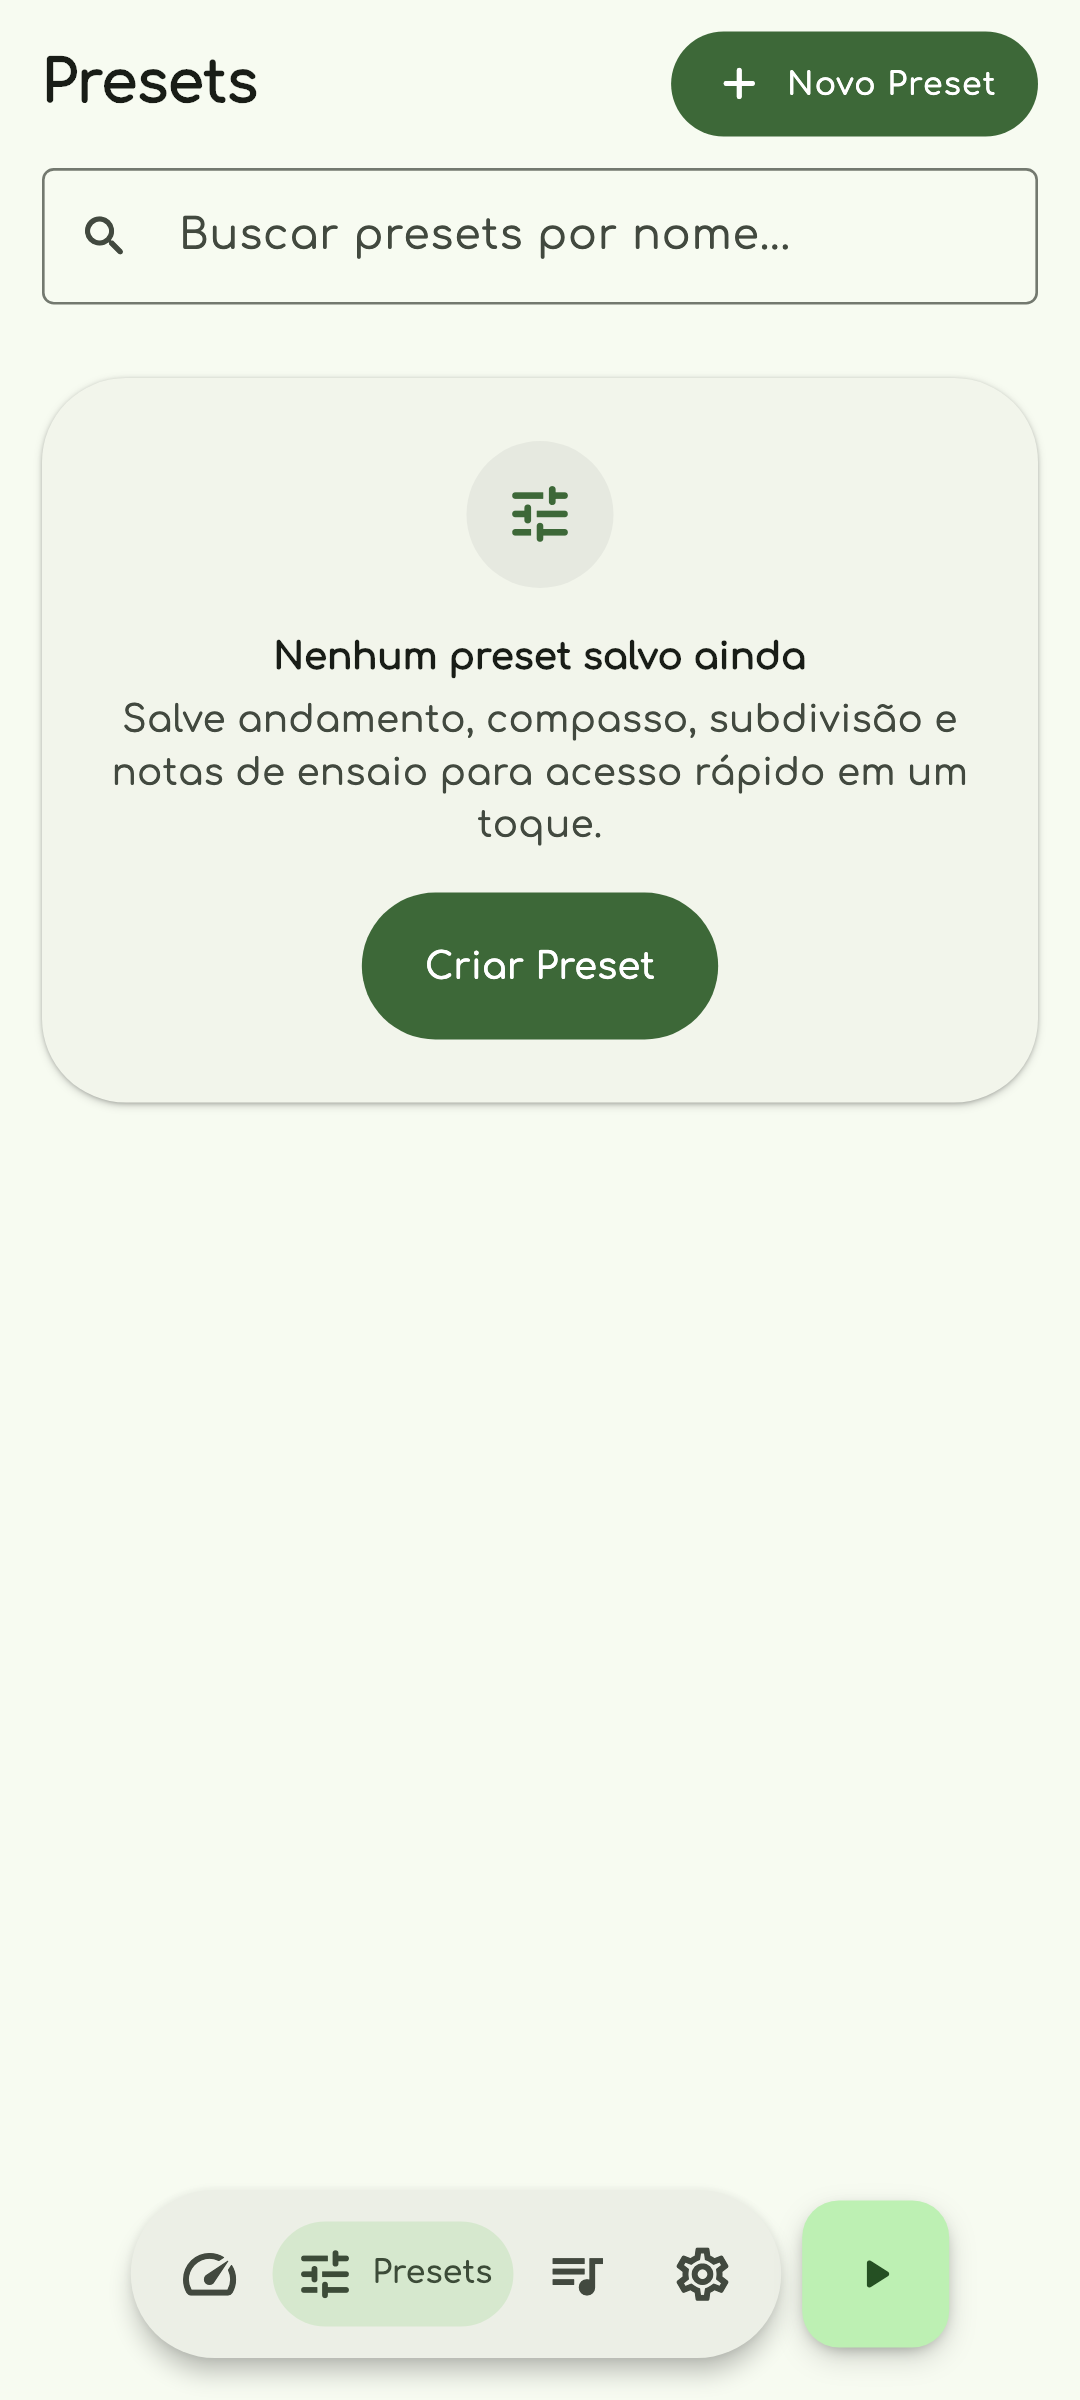 Presets
Novo Preset
Buscar presets por nome...
Nenhum preset salvo ainda
Salve andamento, compasso, subdivisão e
notas de ensaio para acesso rápido em um
toque.
Criar Preset
Presets